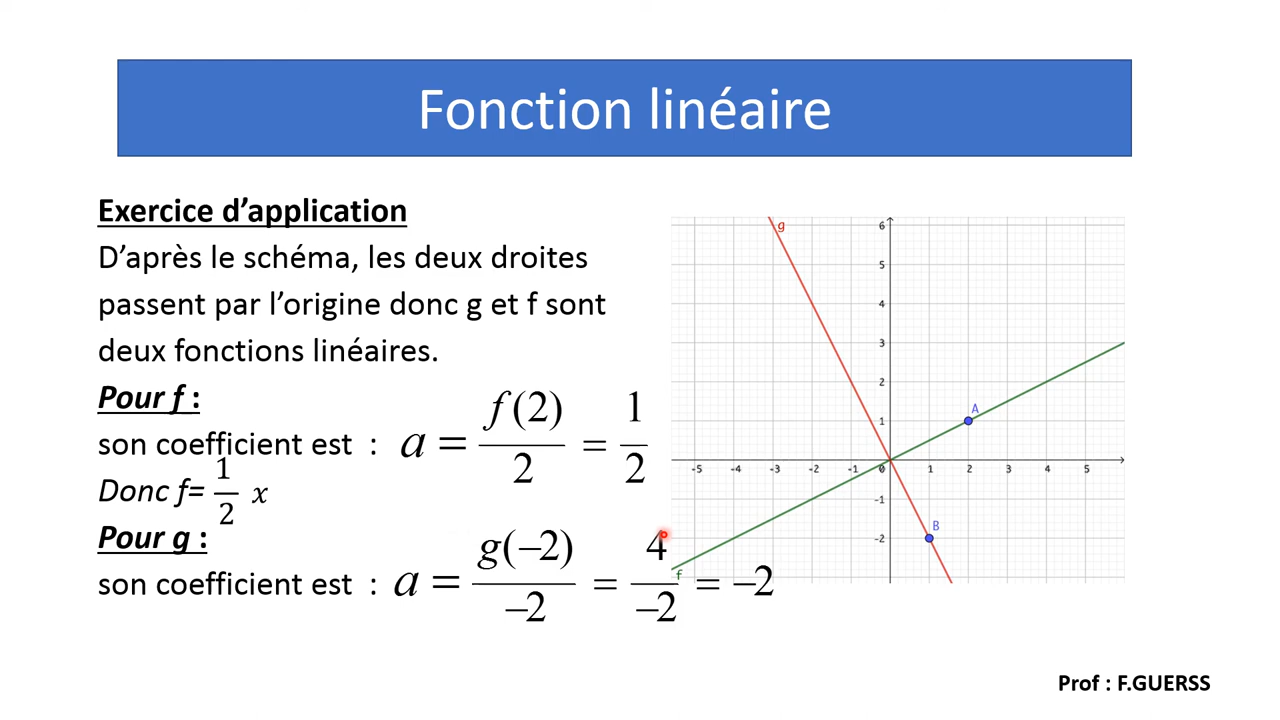 Fonction linéaire
Exercice d'application
D'après le schéma, les deux droites
passent par l'origine donc g et f sont
deux fonctions linéaires.
Pour f :
son coefficient est : a = f(2)/2 = 1/2
Donc f= 1/2 x
Pour g :
son coefficient est : a = g(−2)/−2 = 4/−2 = −2
g
6
5
4
3
2
1
A
-5 -4 -3 -2 -1 0 1 2 3 4 5
-1
-2
B
f
Prof : F.GUERSS